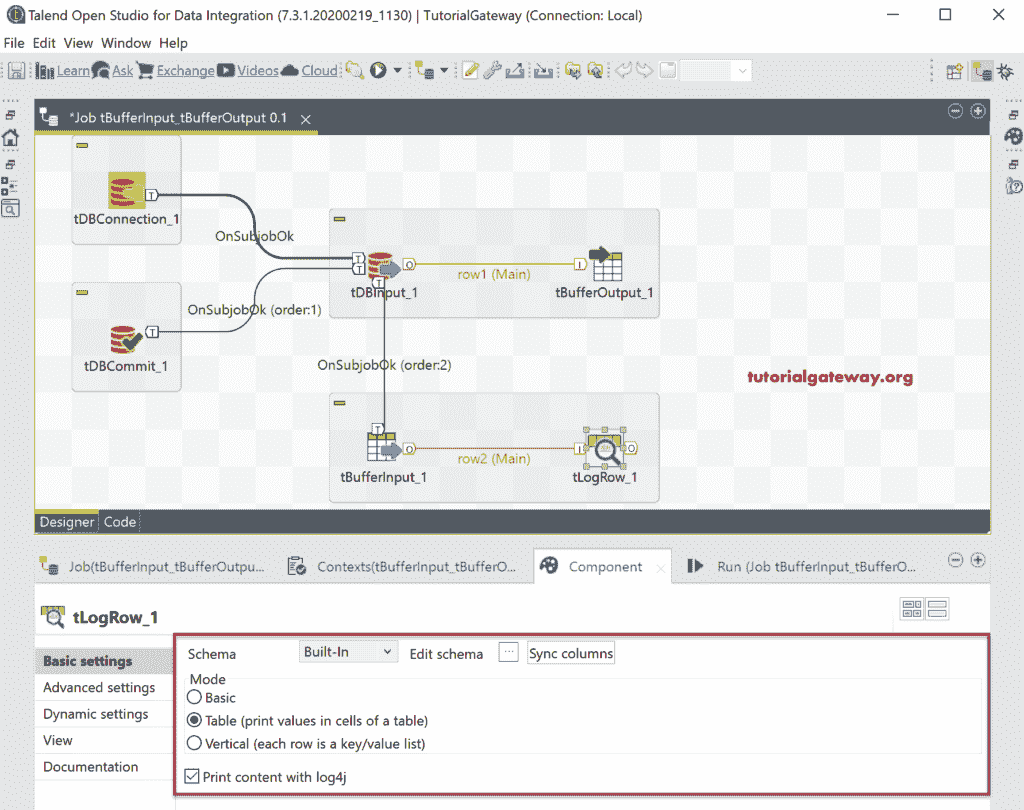 Talend Open Studio for Data Integration (7.3.1.20200219_1130) | TutorialGateway (Connection: Local)
File Edit View Window Help
Learn Ask Exchange Videos Cloud
*Job tBufferInput_tBufferOutput 0.1
T
tDBConnection_1
OnSubjobOk
T
T
O
row1 (Main)
I
T
tDBInput_1
tBufferOutput_1
OnSubjobOk (order:1)
T
tDBCommit_1
OnSubjobOk (order:2)
tutorialgateway.org
T
O
row2 (Main)
I
O
tBufferInput_1
tLogRow_1
Designer Code
Job(tBufferInput_tBufferOutpu...
Contexts(tBufferInput_tBufferO...
Component
Run (Job tBufferInput_tBufferO...
tLogRow_1
Basic settings
Advanced settings
Dynamic settings
View
Documentation
Schema Built-In Edit schema ... Sync columns
Mode
Basic
Table (print values in cells of a table)
Vertical (each row is a key/value list)
Print content with log4j